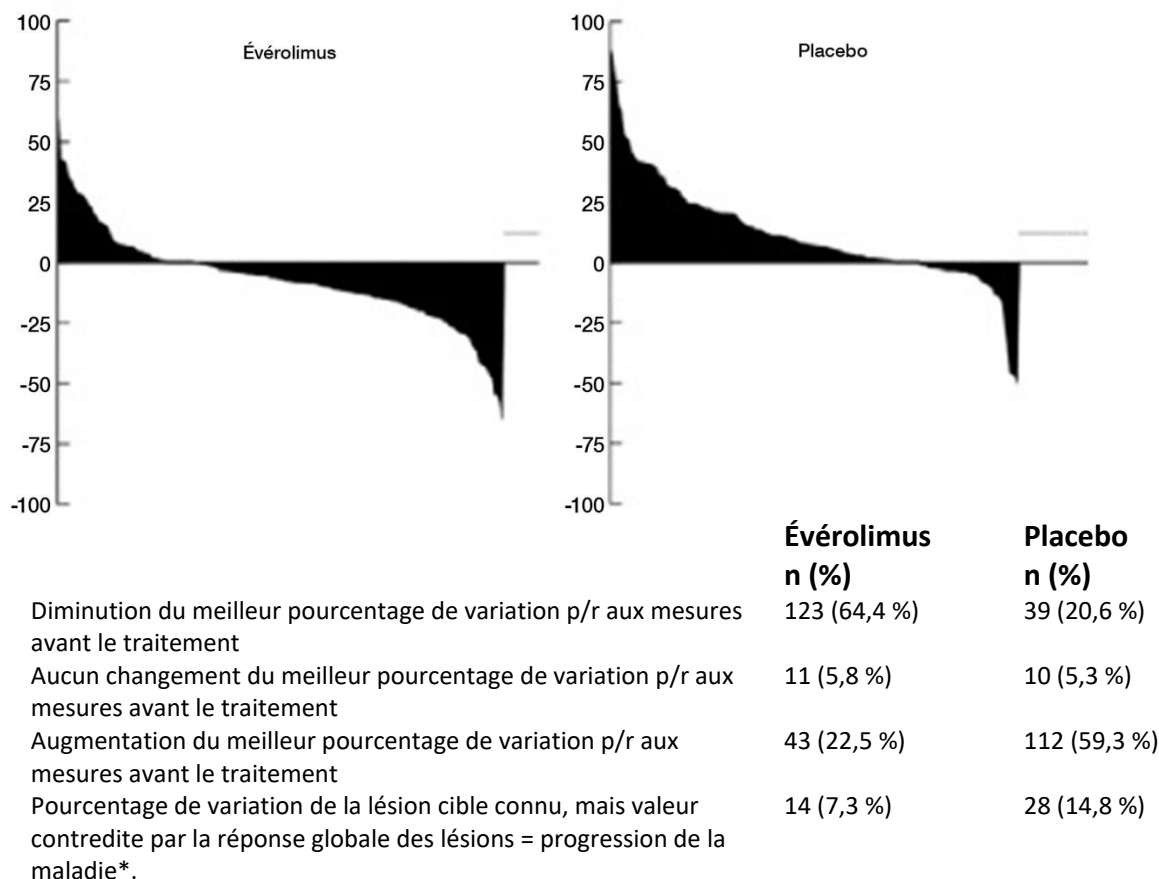 100
Évérolimus
75
50
25
0
-25
-50
-75
-100
100
Placebo
75
50
25
0
-25
-50
-75
-100
Évérolimus
n (%)
Placebo
n (%)
Diminution du meilleur pourcentage de variation p/r aux mesures
avant le traitement
123 (64,4 %)
39 (20,6 %)
Aucun changement du meilleur pourcentage de variation p/r aux
mesures avant le traitement
11 (5,8 %)
10 (5,3 %)
Augmentation du meilleur pourcentage de variation p/r aux
mesures avant le traitement
43 (22,5 %)
112 (59,3 %)
Pourcentage de variation de la lésion cible connu, mais valeur
contredite par la réponse globale des lésions = progression de la
maladie*.
14 (7,3 %)
28 (14,8 %)